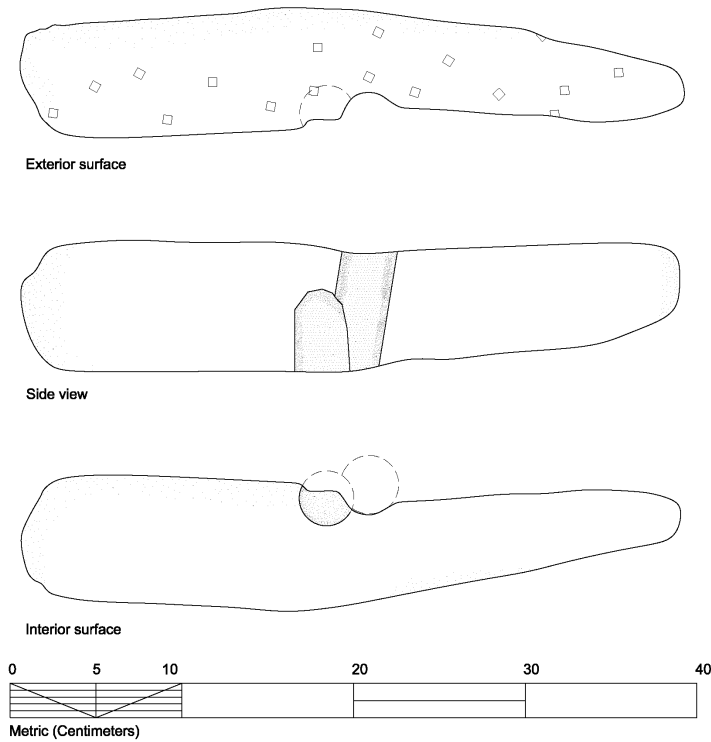 Exterior surface
Side view
Interior surface
0 5 10 20 30 40
Metric (Centimeters)